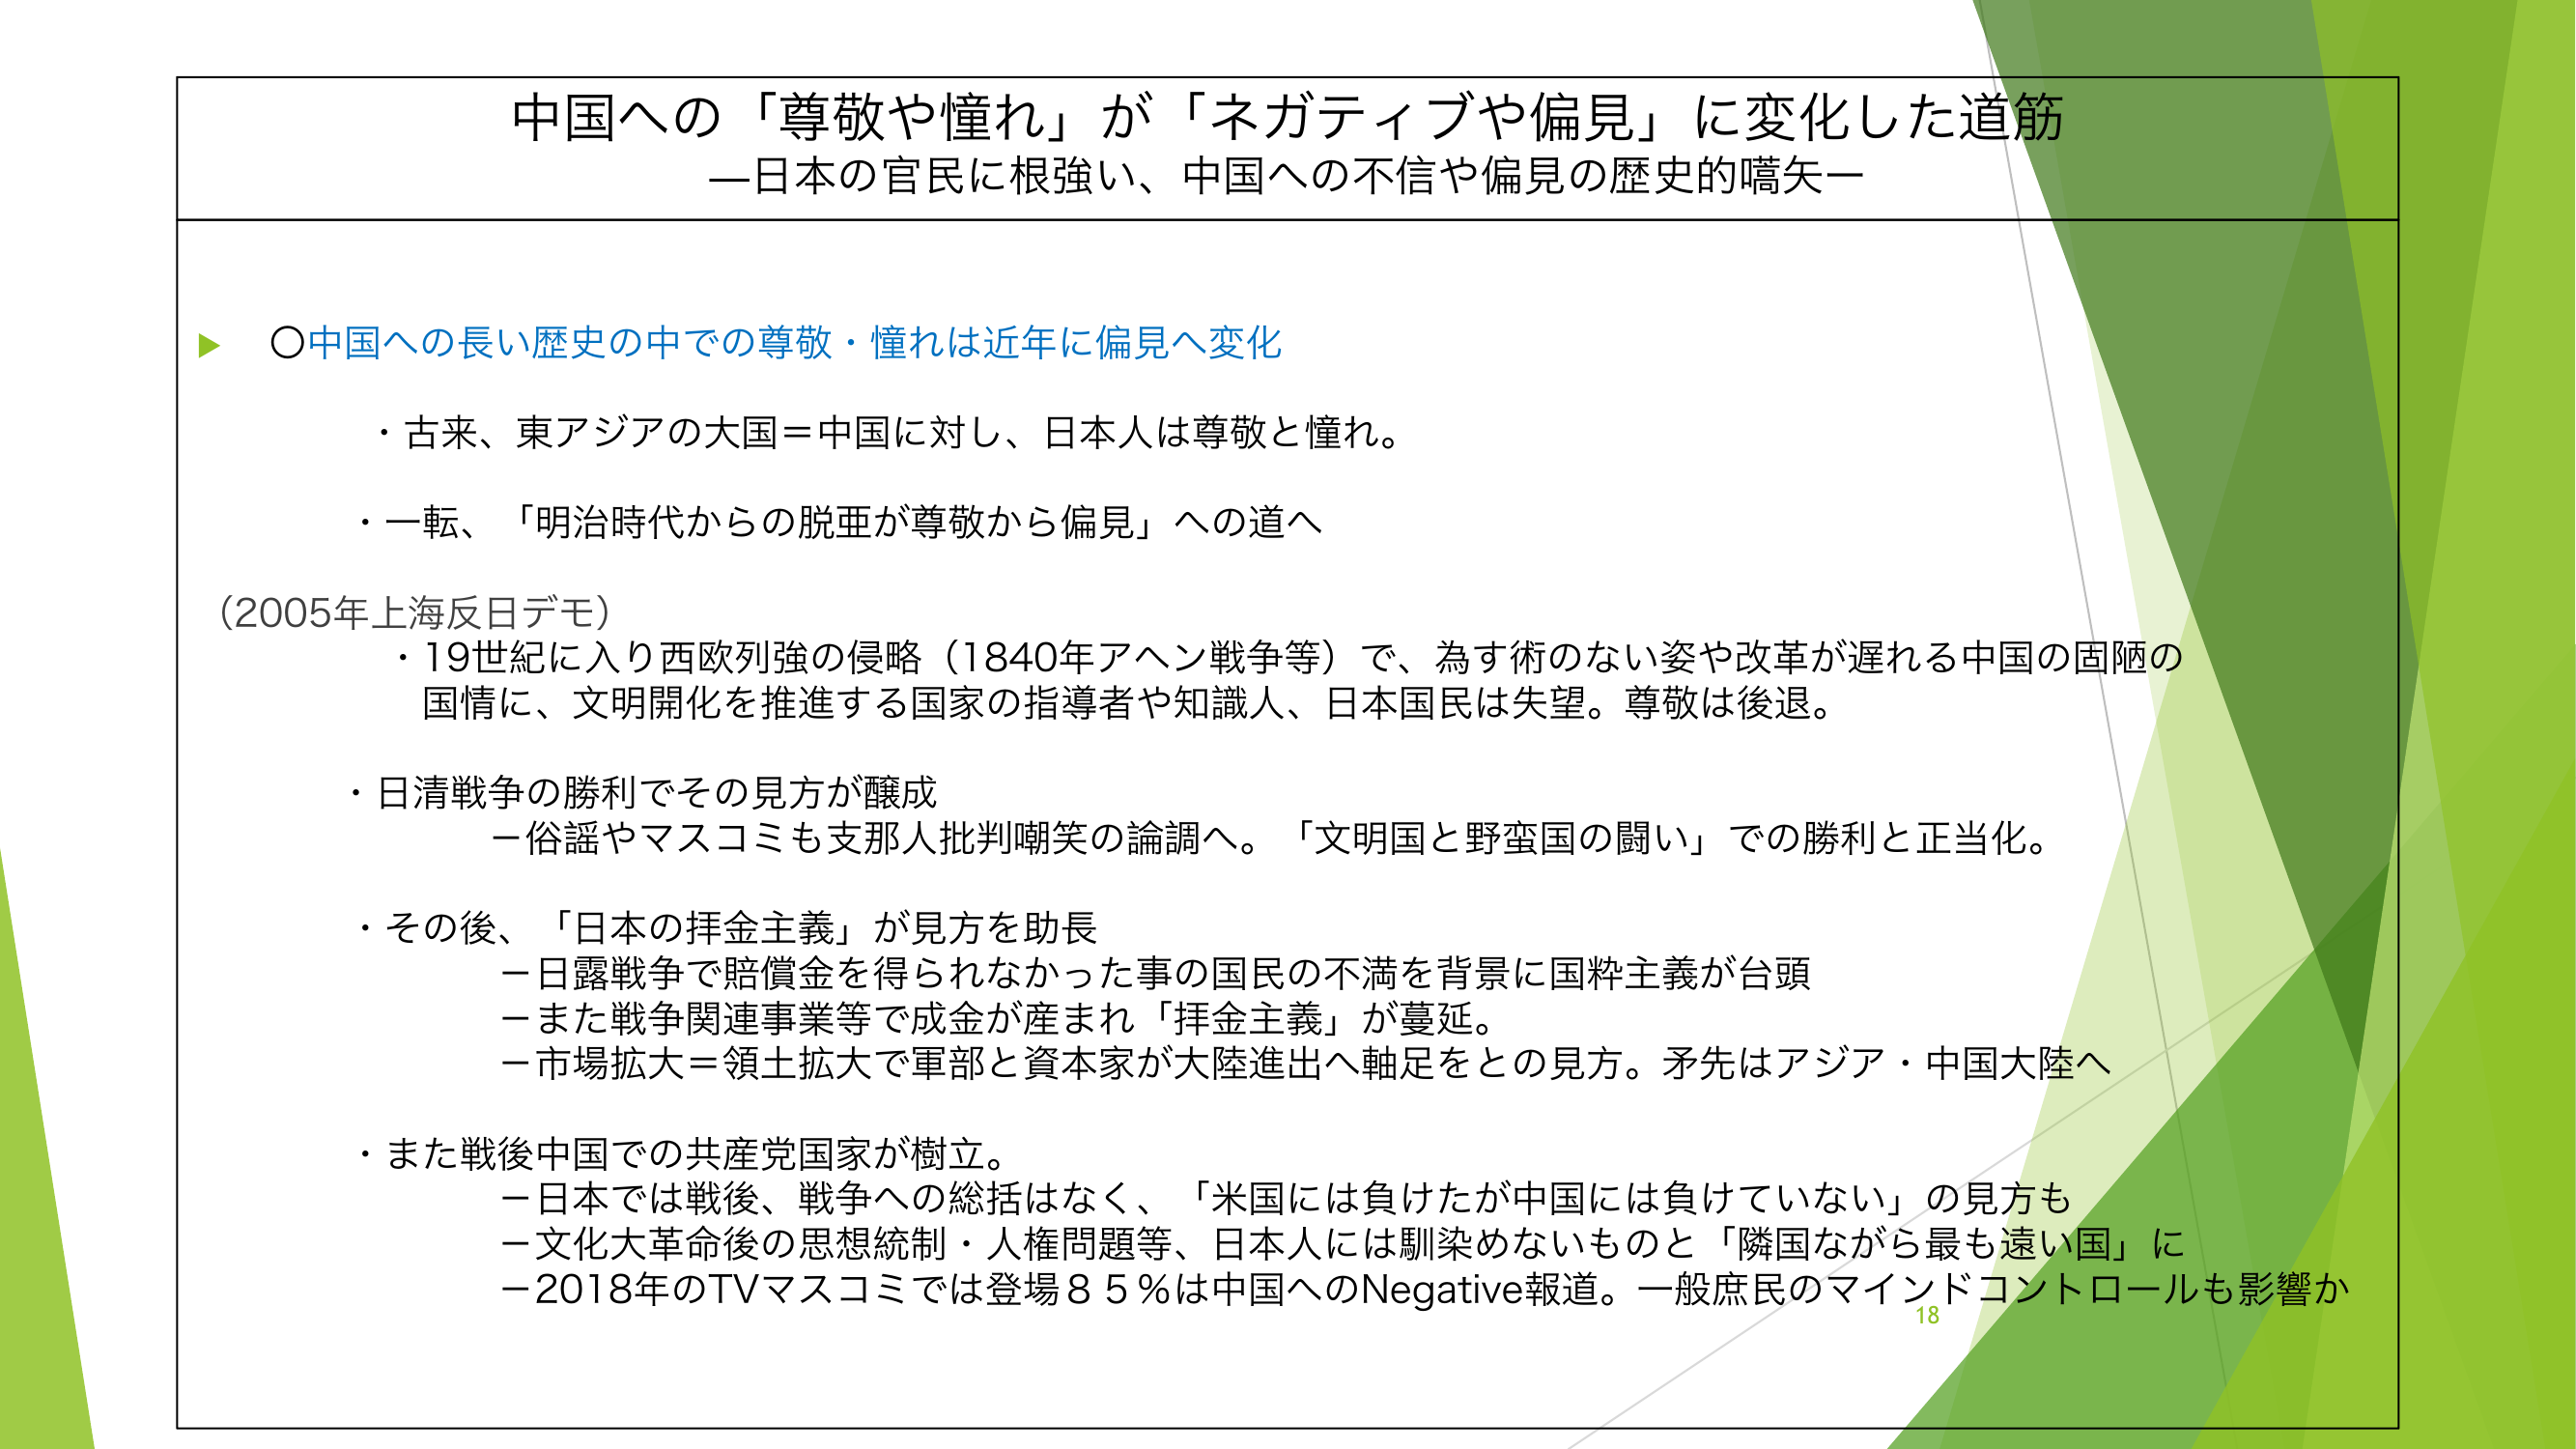 中国への「尊敬や憧れ」が「ネガティブや偏見」に変化した道筋
―日本の官民に根強い、中国への不信や偏見の歴史的嚆矢ー
〇中国への長い歴史の中での尊敬・憧れは近年に偏見へ変化
・古来、東アジアの大国＝中国に対し、日本人は尊敬と憧れ。
・一転、「明治時代からの脱亜が尊敬から偏見」への道へ
（2005年上海反日デモ）
・19世紀に入り西欧列強の侵略（1840年アヘン戦争等）で、為す術のない姿や改革が遅れる中国の固陋の
国情に、文明開化を推進する国家の指導者や知識人、日本国民は失望。尊敬は後退。
・日清戦争の勝利でその見方が醸成
－俗謡やマスコミも支那人批判嘲笑の論調へ。「文明国と野蛮国の闘い」での勝利と正当化。
・その後、「日本の拝金主義」が見方を助長
－日露戦争で賠償金を得られなかった事の国民の不満を背景に国粋主義が台頭
－また戦争関連事業等で成金が産まれ「拝金主義」が蔓延。
－市場拡大＝領土拡大で軍部と資本家が大陸進出へ軸足をとの見方。矛先はアジア・中国大陸へ
・また戦後中国での共産党国家が樹立。
－日本では戦後、戦争への総括はなく、「米国には負けたが中国には負けていない」の見方も
－文化大革命後の思想統制・人権問題等、日本人には馴染めないものと「隣国ながら最も遠い国」に
－2018年のTVマスコミでは登場８５％は中国へのNegative報道。一般庶民のマインドコントロールも影響か
18